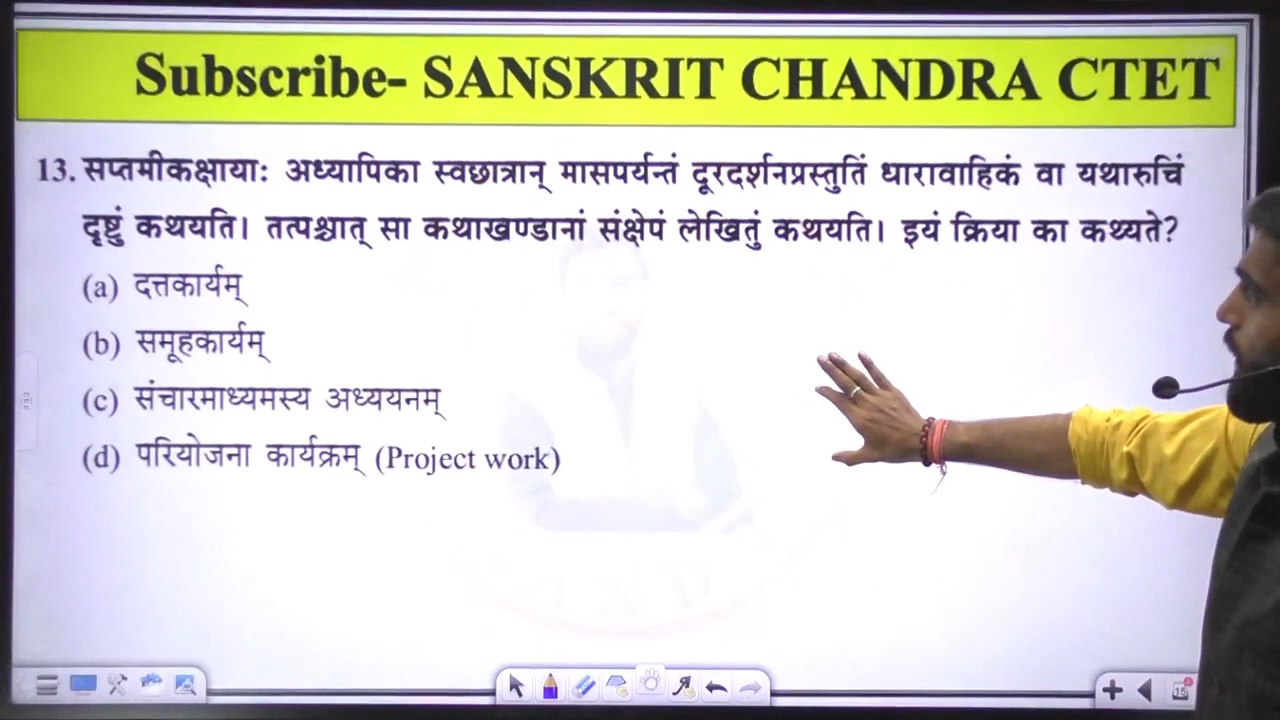 Subscribe- SANSKRIT CHANDRA CTET
13. सप्तमीकक्षायाः अध्यापिका स्वछात्रान् मासपर्यन्तं दूरदर्शनप्रस्तुतिं धारावाहिकं वा यथारुचिं
दृष्टुं कथयति। तत्पश्चात् सा कथाखण्डानां संक्षेपं लेखितुं कथयति। इयं क्रिया का कथ्यते?
(a) दत्तकार्यम्
(b) समूहकार्यम्
(c) संचारमाध्यमस्य अध्ययनम्
(d) परियोजना कार्यक्रम् (Project work)